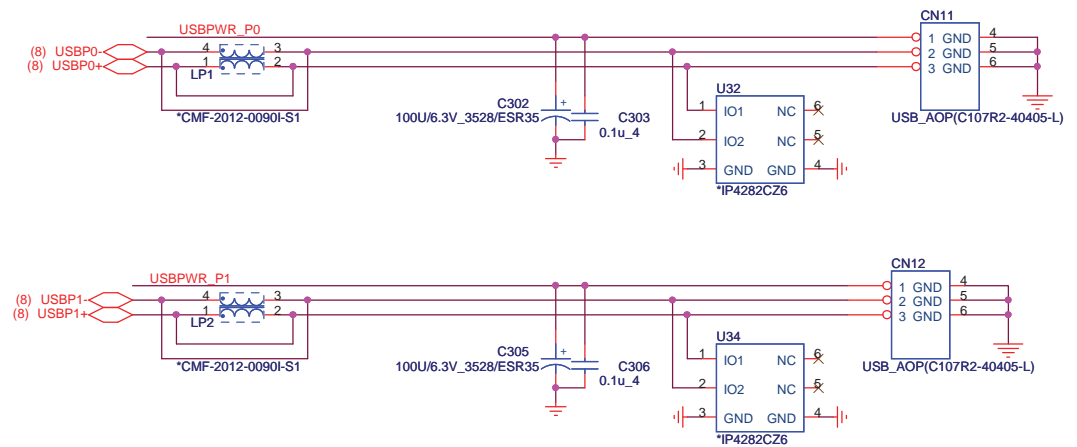 CN11
USBPWR_P0
1 GND 4
(8) USBP0- 4 3 2 GND 5
(8) USBP0+ 1 2 3 GND 6
LP1
U32
*CMF-2012-0090I-S1
C302
100U/6.3V_3528/ESR35
+
C303
0.1u_4
1 IO1 NC 6
2 IO2 NC 5
3 GND GND 4
*IP4282CZ6
USB_AOP(C107R2-40405-L)
CN12
USBPWR_P1
1 GND 4
(8) USBP1- 4 3 2 GND 5
(8) USBP1+ 1 2 3 GND 6
LP2
U34
*CMF-2012-0090I-S1
C305
100U/6.3V_3528/ESR35
+
C306
0.1u_4
1 IO1 NC 6
2 IO2 NC 5
3 GND GND 4
*IP4282CZ6
USB_AOP(C107R2-40405-L)